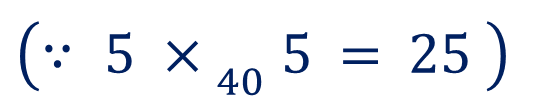 (∵ 5 ×₄₀ 5 = 25)